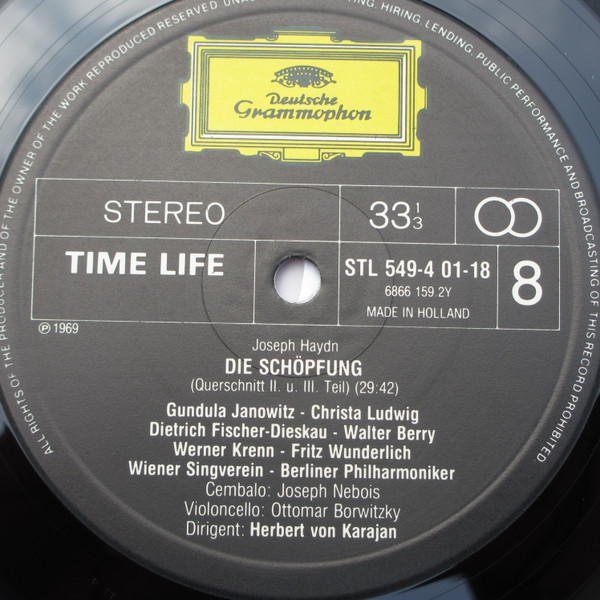 ALL RIGHTS OF THE PRODUCER AND OF THE OWNER OF THE WORK REPRODUCED RESERVED
HIRING, LENDING, PUBLIC PERFORMANCE AND BROADCASTING OF THIS RECORD PROHIBITED
Deutsche
Grammophon
STEREO
33 1/3
TIME LIFE
STL 549-4 01-18
6866 159.2Y
MADE IN HOLLAND
8
℗ 1969
Joseph Haydn
DIE SCHÖPFUNG
(Querschnitt II. u. III. Teil) (29:42)
Gundula Janowitz - Christa Ludwig
Dietrich Fischer-Dieskau - Walter Berry
Werner Krenn - Fritz Wunderlich
Wiener Singverein - Berliner Philharmoniker
Cembalo: Joseph Nebois
Violoncello: Ottomar Borwitzky
Dirigent: Herbert von Karajan